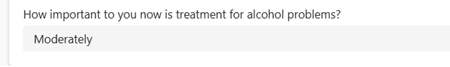 How important to you now is treatment for alcohol problems?
Moderately